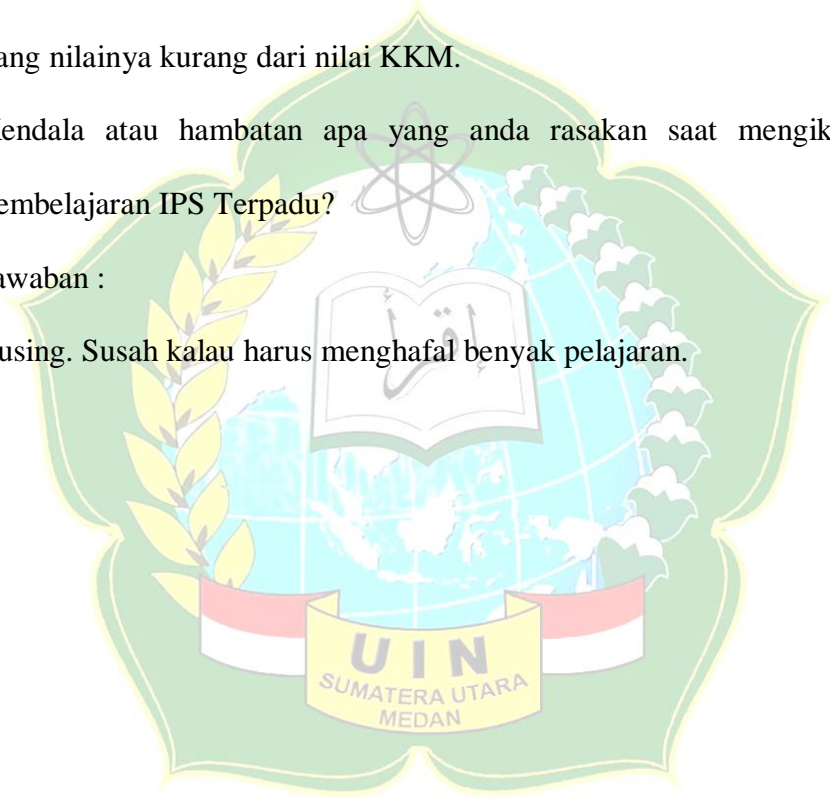 ang nilainya kurang dari nilai KKM.
endala atau hambatan apa yang anda rasakan saat mengik
embelajaran IPS Terpadu?
awaban :
using. Susah kalau harus menghafal benyak pelajaran.
إقرأ
UIN
SUMATERA UTARA
MEDAN